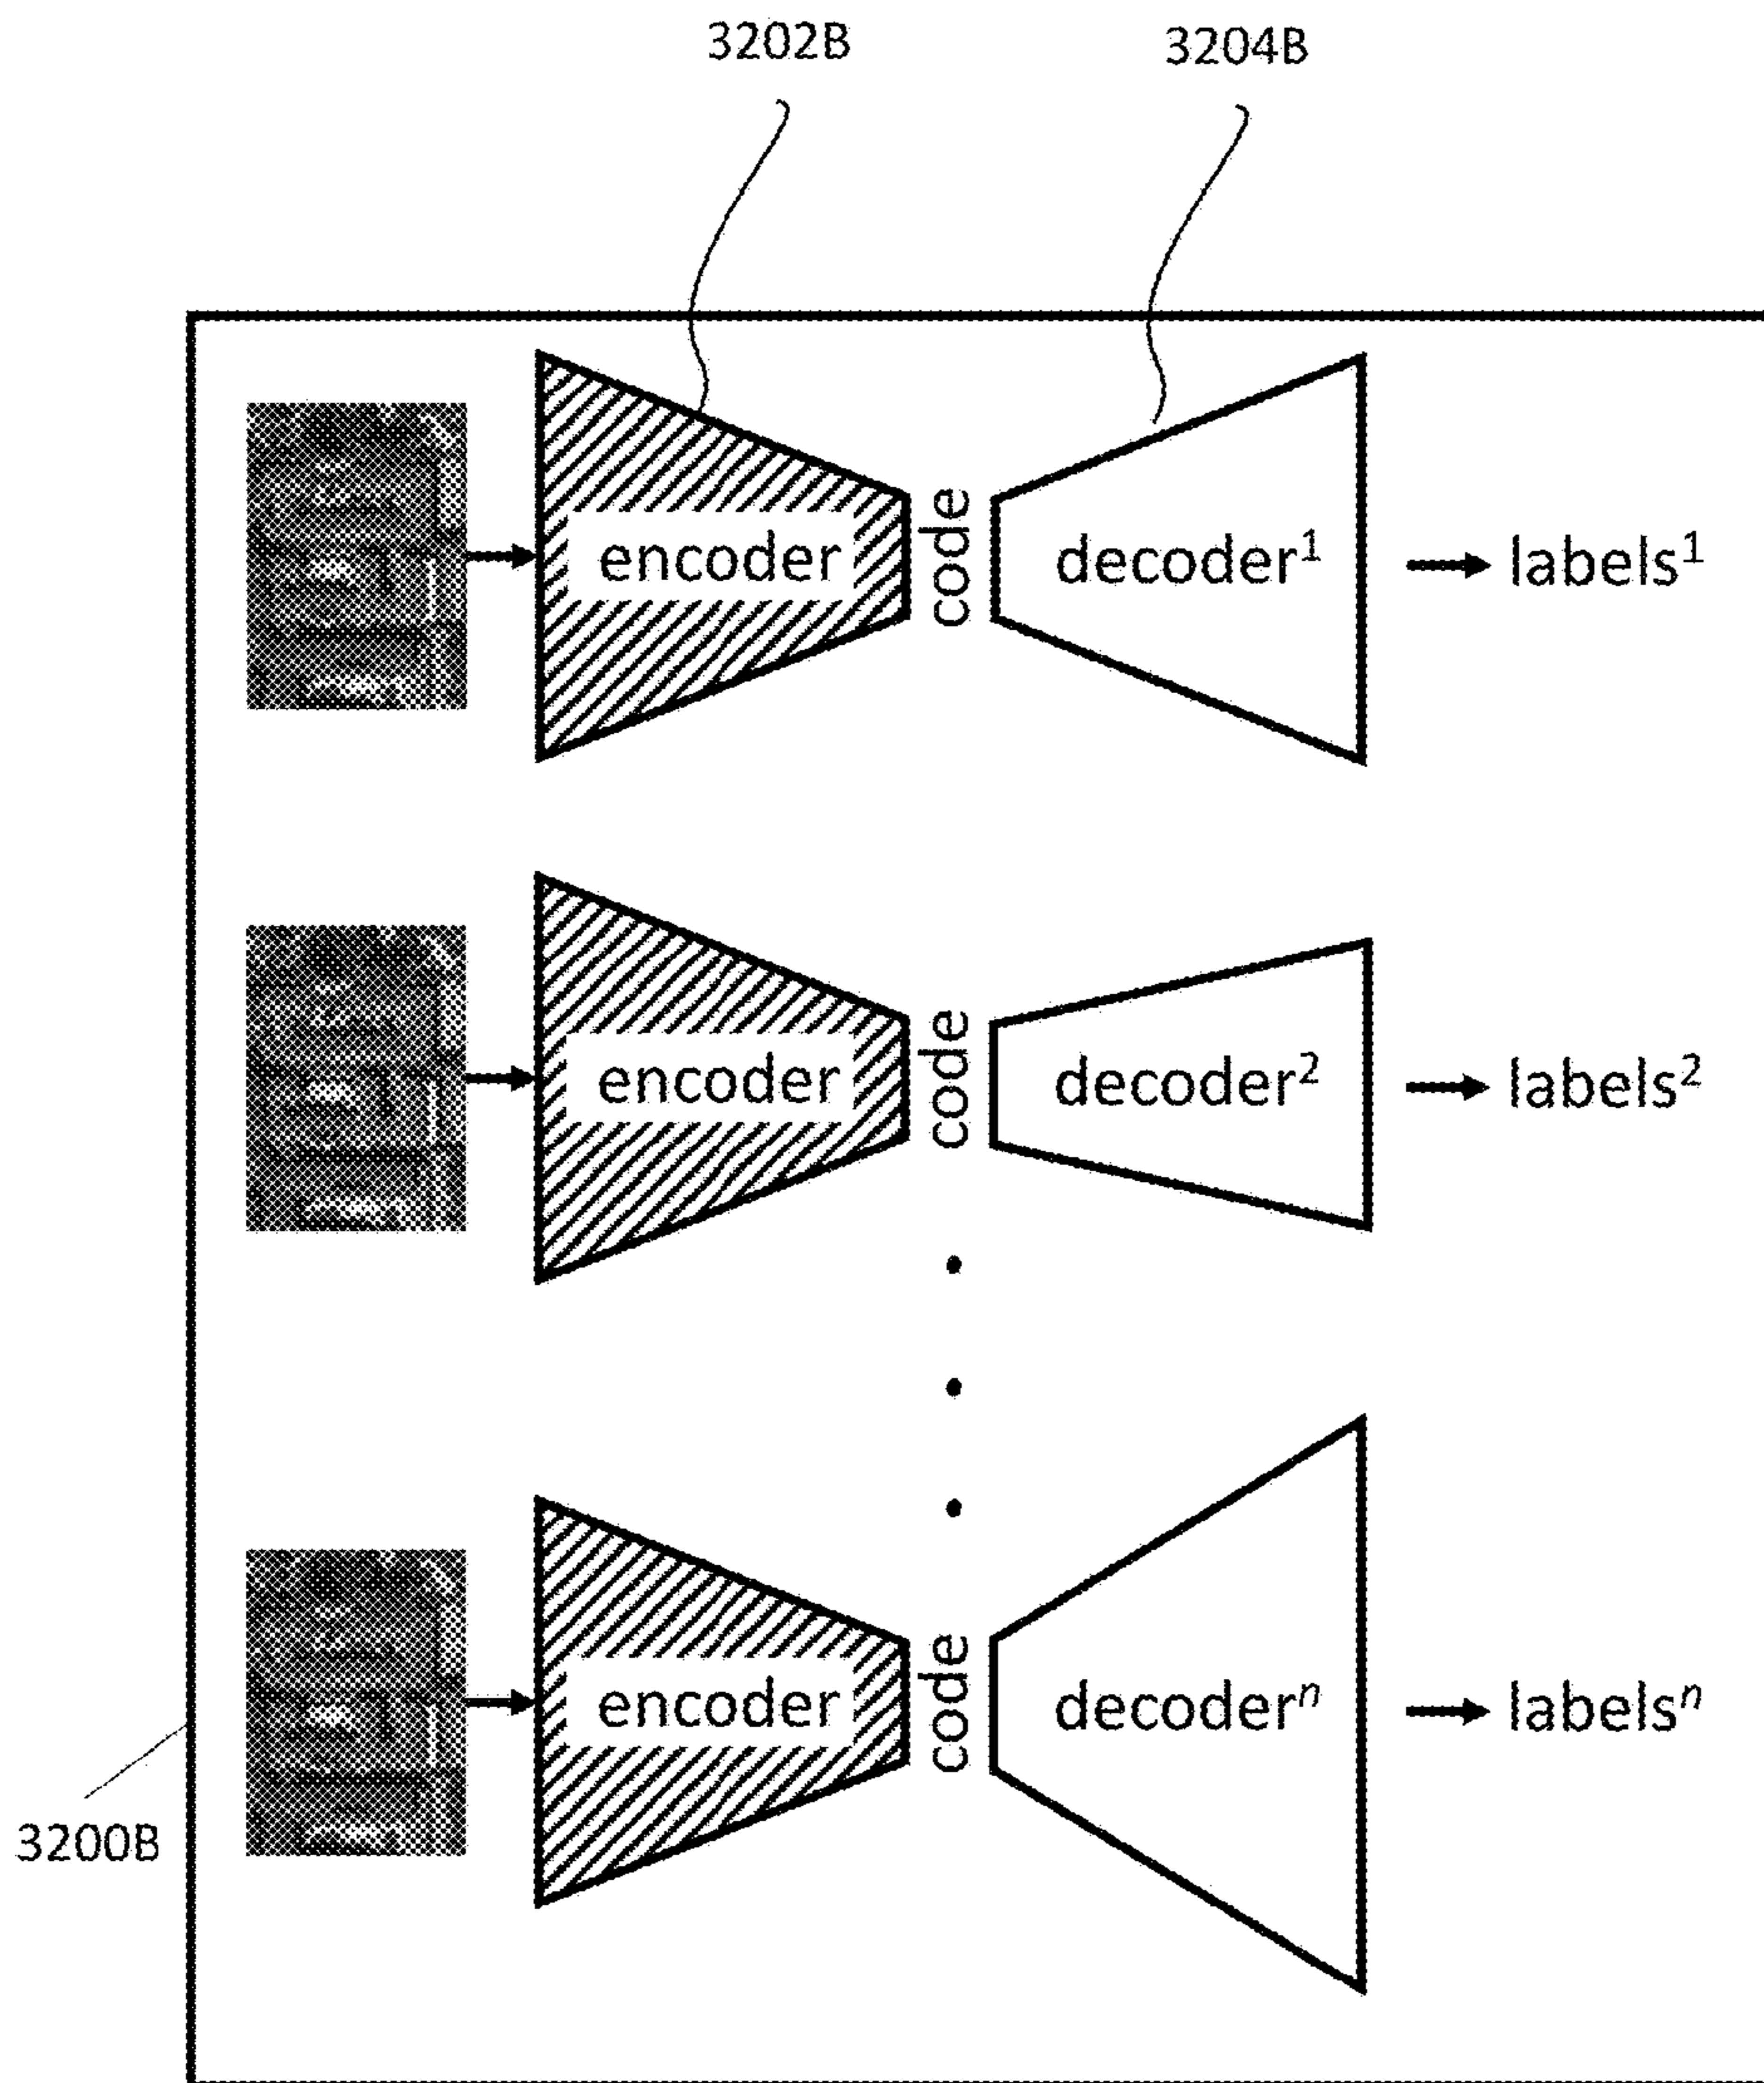 3202B 3204B
encoder code decoder¹ labels¹
encoder code decoder² labels²
encoder code decoderⁿ labelsⁿ
3200B